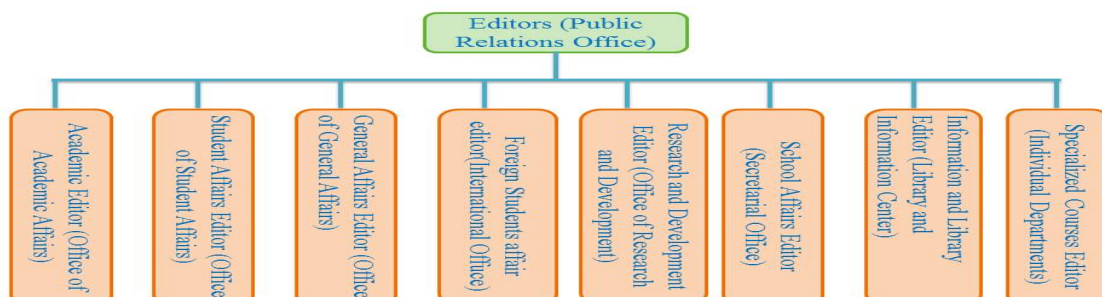 Editors (Public
Relations Office)
Academic Editor (Office of
Academic Affairs)
Student Affairs Editor (Office
of Student Affairs)
General Affairs Editor (Office
of General Affairs)
Foreign Students affair
editor(International Office)
Research and Development
Editor (Office of Research
and Development)
School Affairs Editor
(Secretarial Office)
Information and Library
Editor (Library and
Information Center)
Specialized Courses Editor
(Individual Departments)